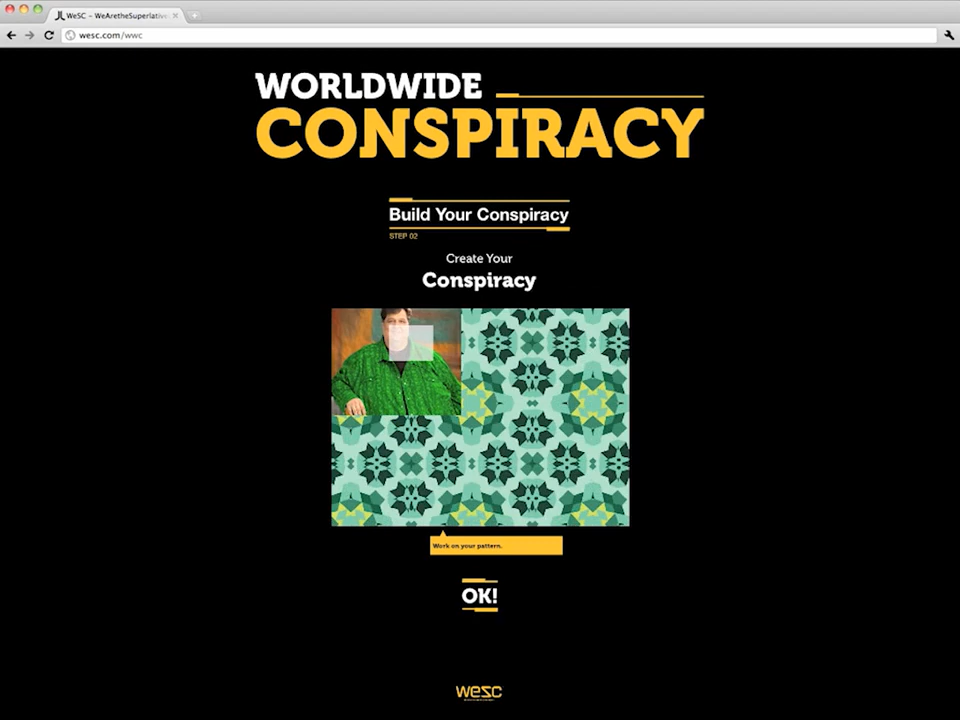 WeSC – WeAretheSuperlative
wesc.com/wwc
WORLDWIDE
CONSPIRACY
Build Your Conspiracy
STEP 02
Create Your
Conspiracy
Work on your pattern.
OK!
wesc